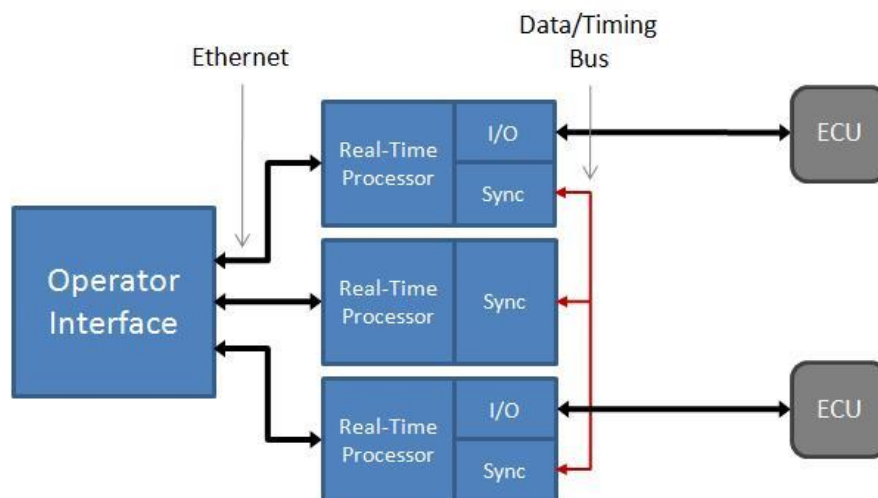 Ethernet
Data/Timing
Bus
Real-Time
Processor
I/O
Sync
ECU
Operator
Interface
Real-Time
Processor
Sync
Real-Time
Processor
I/O
Sync
ECU